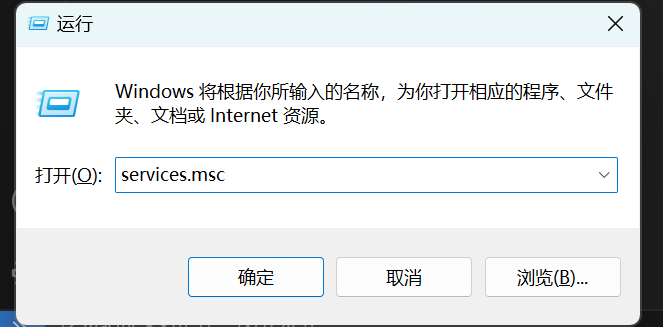 运行
Windows 将根据你所输入的名称，为你打开相应的程序、文件
夹、文档或 Internet 资源。
打开(O): services.msc
确定 取消 浏览(B)...